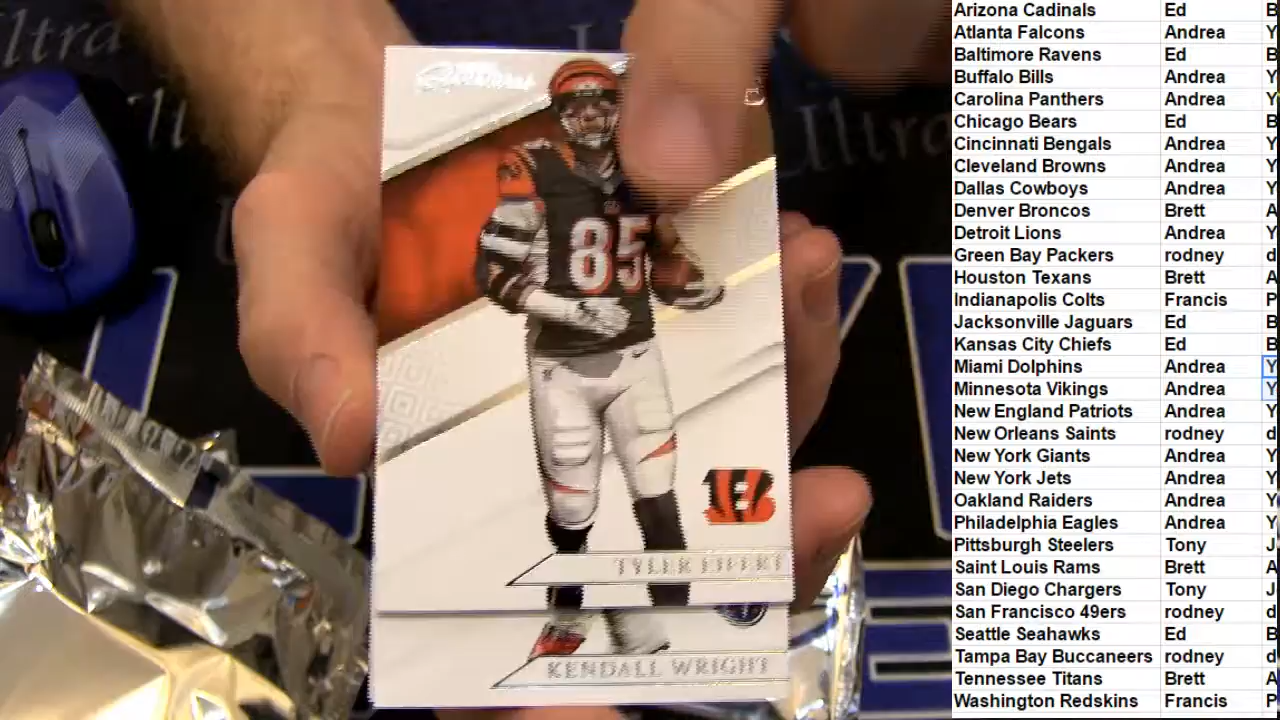 85
TYLER EIFERT
KENDALL WRIGHT
Arizona Cadinals Ed B
Atlanta Falcons Andrea Y
Baltimore Ravens Ed B
Buffalo Bills Andrea Y
Carolina Panthers Andrea Y
Chicago Bears Ed B
Cincinnati Bengals Andrea Y
Cleveland Browns Andrea Y
Dallas Cowboys Andrea Y
Denver Broncos Brett A
Detroit Lions Andrea Y
Green Bay Packers rodney d
Houston Texans Brett A
Indianapolis Colts Francis P
Jacksonville Jaguars Ed B
Kansas City Chiefs Ed B
Miami Dolphins Andrea Y
Minnesota Vikings Andrea Y
New England Patriots Andrea Y
New Orleans Saints rodney d
New York Giants Andrea Y
New York Jets Andrea Y
Oakland Raiders Andrea Y
Philadelphia Eagles Andrea Y
Pittsburgh Steelers Tony J
Saint Louis Rams Brett A
San Diego Chargers Tony J
San Francisco 49ers rodney d
Seattle Seahawks Ed B
Tampa Bay Buccaneers rodney d
Tennessee Titans Brett A
Washington Redskins Francis P